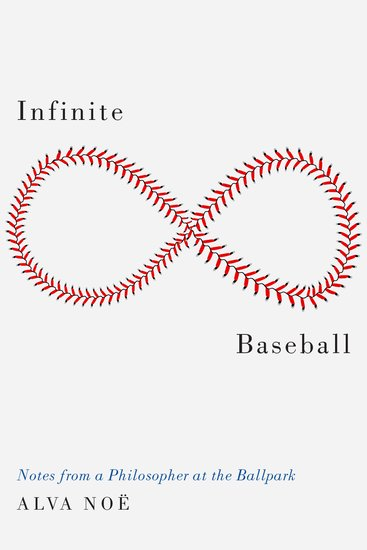 Infinite
Baseball
Notes from a Philosopher at the Ballpark
ALVA NOË